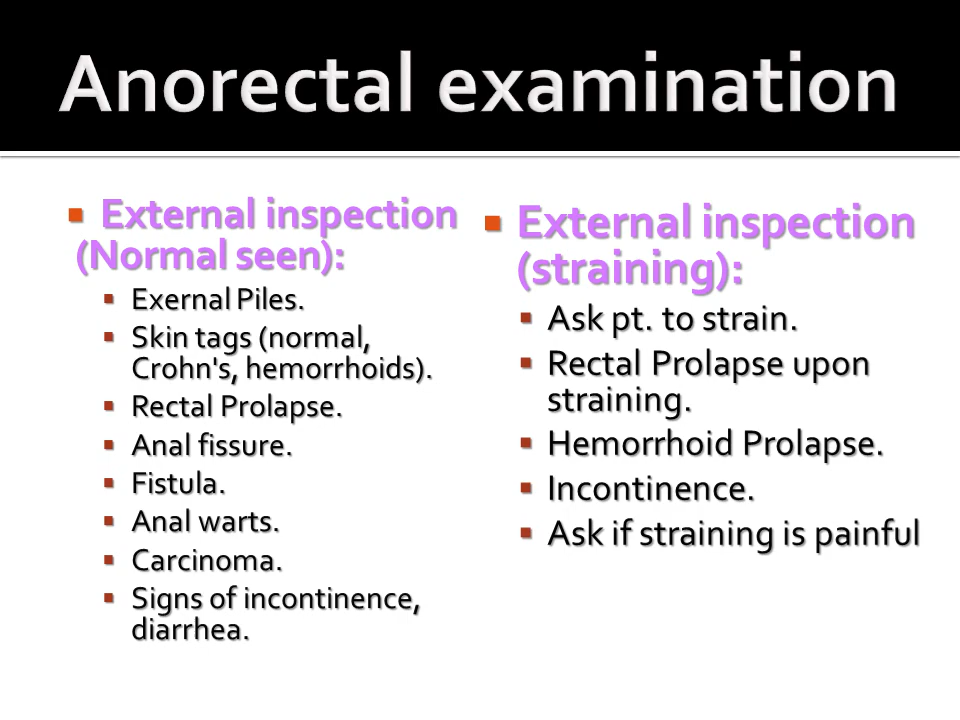 Anorectal examination
External inspection
(Normal seen):
Exernal Piles.
Skin tags (normal,
Crohn's, hemorrhoids).
Rectal Prolapse.
Anal fissure.
Fistula.
Anal warts.
Carcinoma.
Signs of incontinence,
diarrhea.
External inspection
(straining):
Ask pt. to strain.
Rectal Prolapse upon
straining.
Hemorrhoid Prolapse.
Incontinence.
Ask if straining is painful